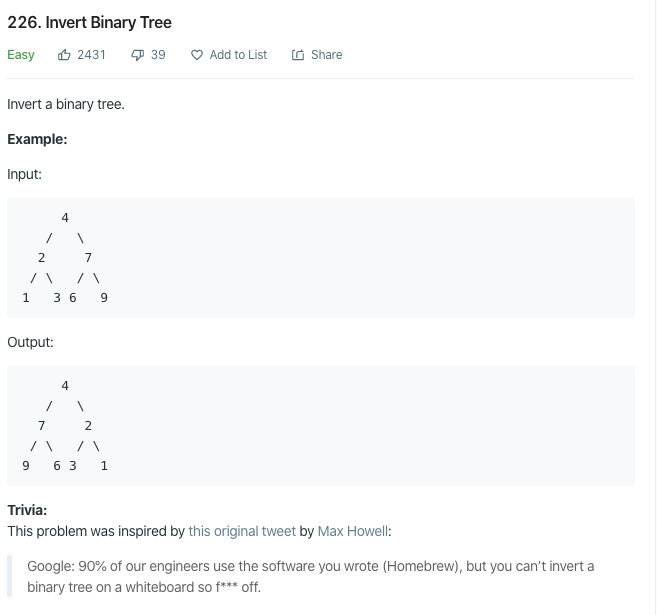 226. Invert Binary Tree
Easy 2431 39 Add to List Share
Invert a binary tree.
Example:
Input:
     4
   /   \
  2     7
 / \   / \
1   3 6   9
Output:
     4
   /   \
  7     2
 / \   / \
9   6 3   1
Trivia:
This problem was inspired by this original tweet by Max Howell:
Google: 90% of our engineers use the software you wrote (Homebrew), but you can’t invert a
binary tree on a whiteboard so f*** off.